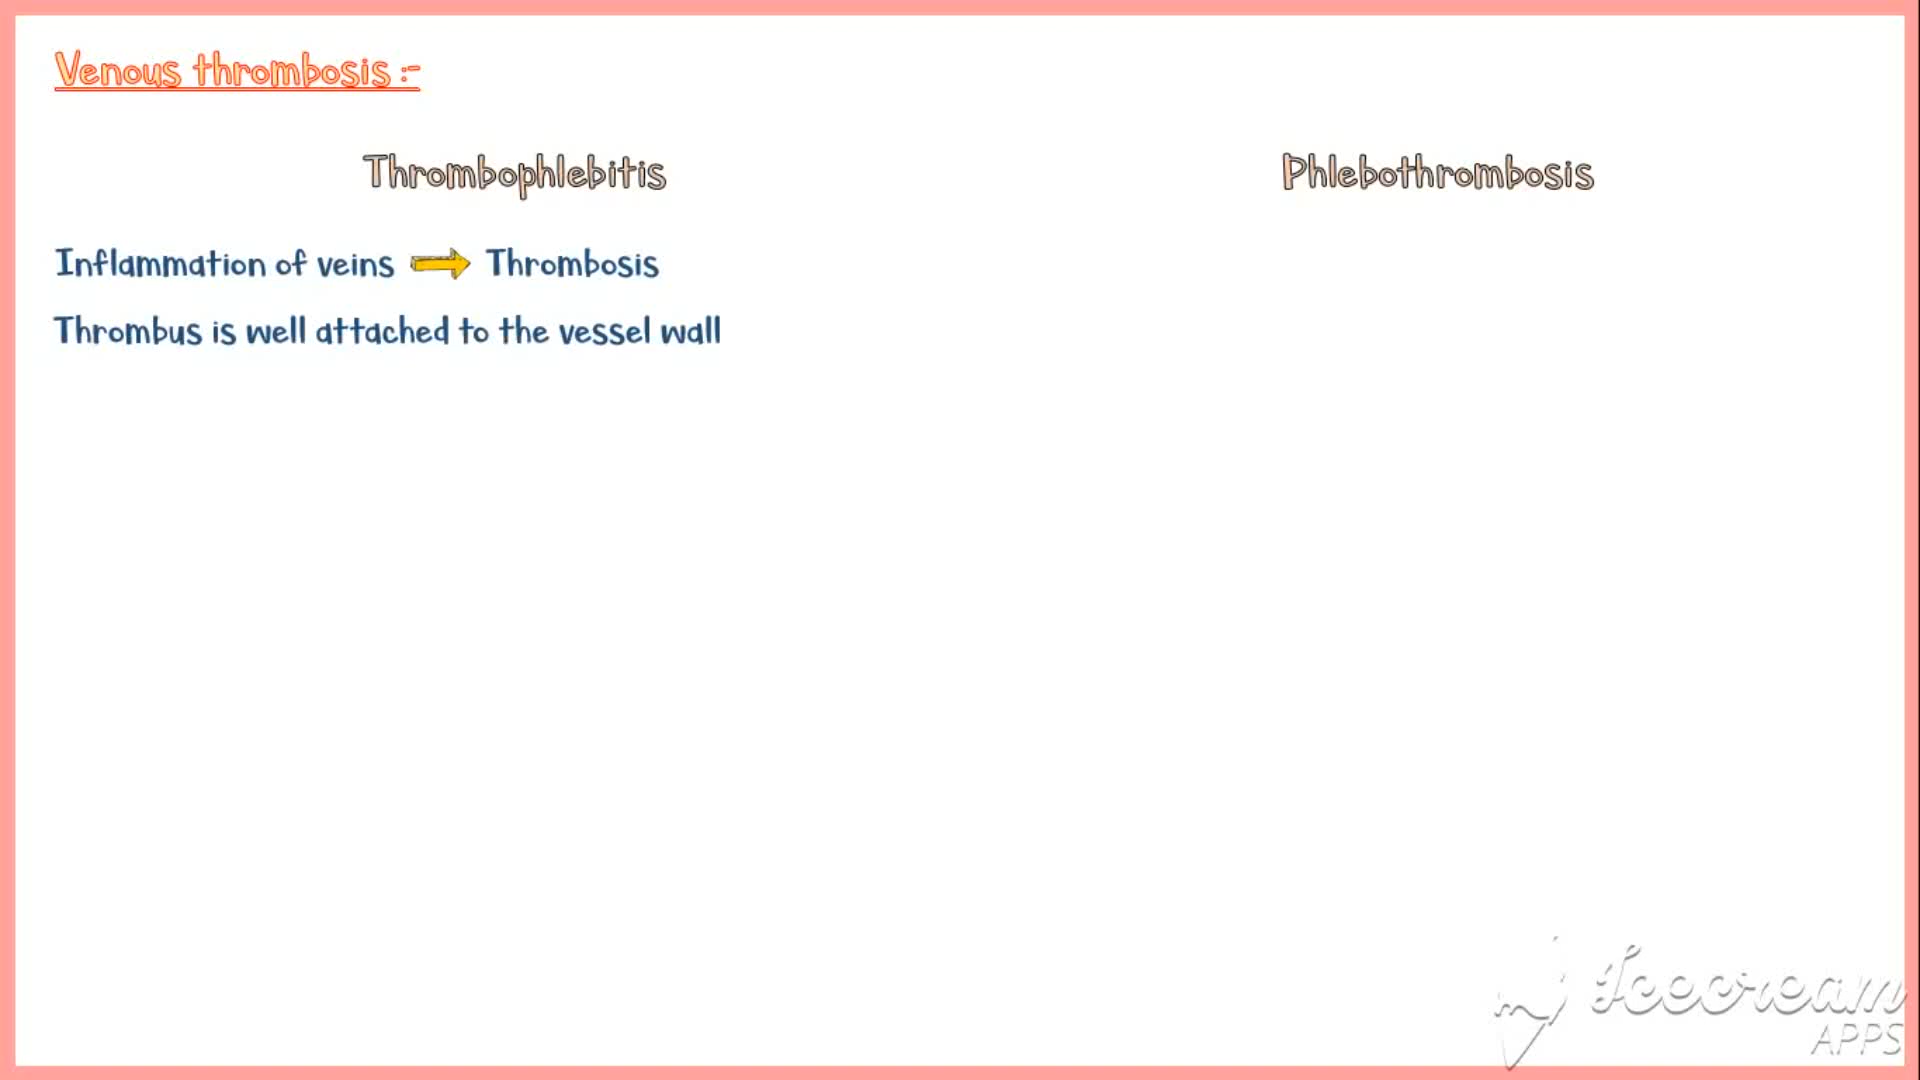 Venous thrombosis :-
Thrombophlebitis
Phlebothrombosis
Inflammation of veins Thrombosis
Thrombus is well attached to the vessel wall
Icecream
APPS